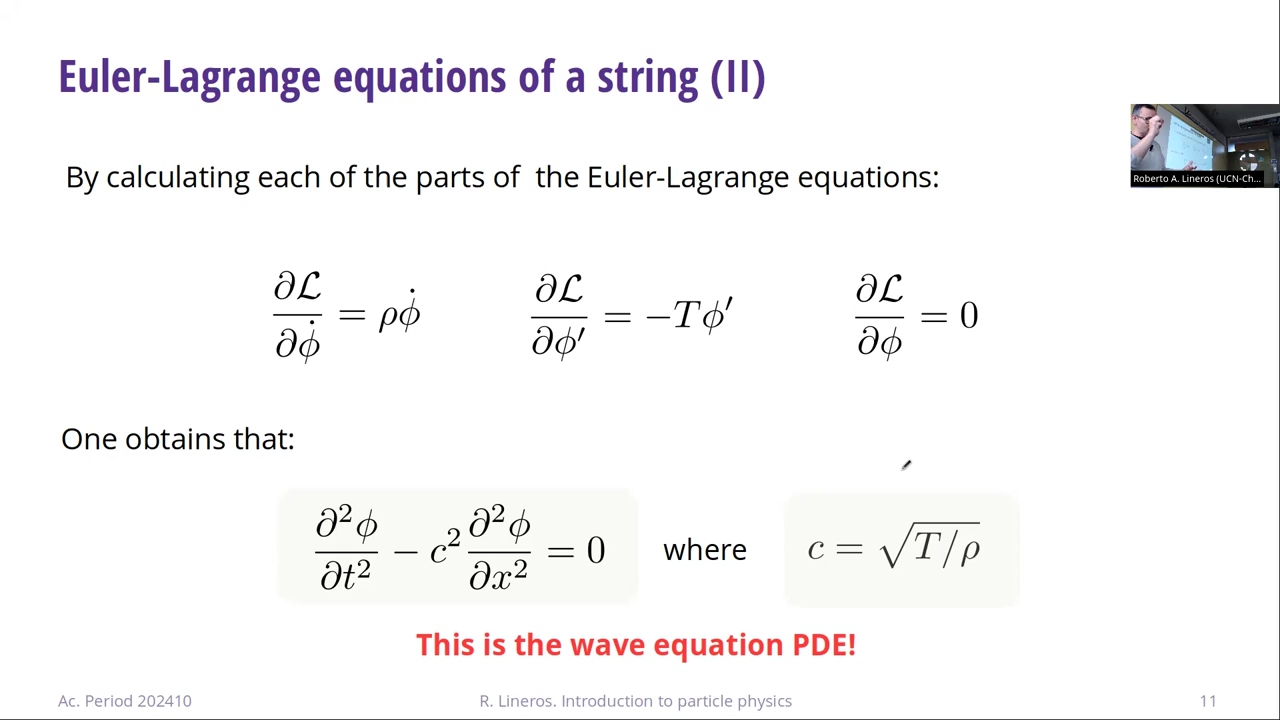 Euler-Lagrange equations of a string (II)
By calculating each of the parts of the Euler-Lagrange equations:
∂ℒ/∂ϕ̇ = ρϕ̇   ∂ℒ/∂ϕ′ = −Tϕ′   ∂ℒ/∂ϕ = 0
One obtains that:
∂²ϕ/∂t² − c² ∂²ϕ/∂x² = 0 where c = √T/ρ
This is the wave equation PDE!
Roberto A. Lineros (UCN-Ch...
Ac. Period 202410 R. Lineros. Introduction to particle physics 11